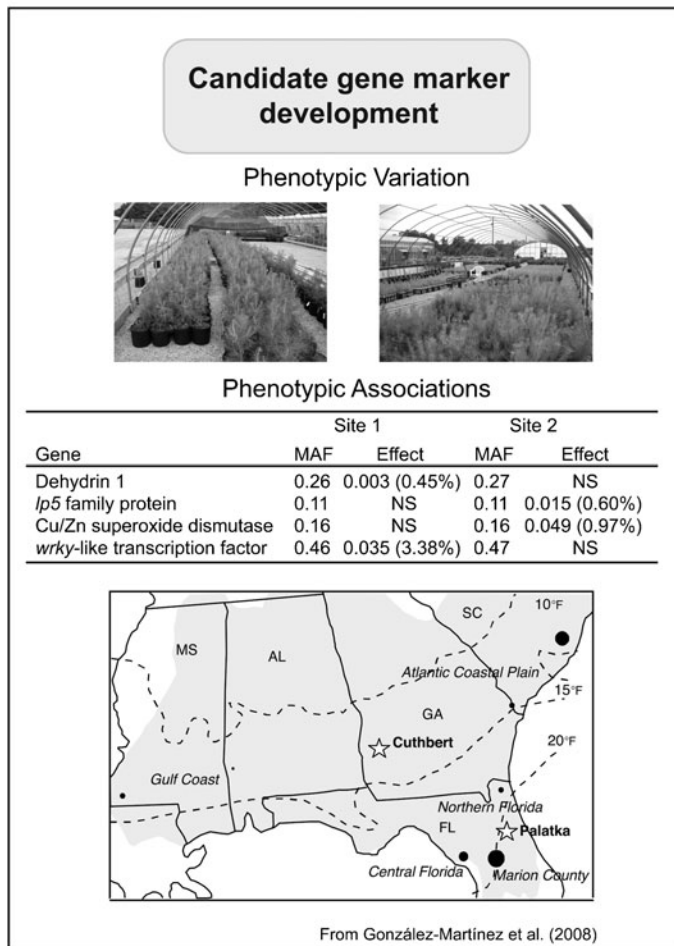 Candidate gene marker
development
Phenotypic Variation
Phenotypic Associations
Site 1 Site 2
Gene MAF Effect MAF Effect
Dehydrin 1 0.26 0.003 (0.45%) 0.27 NS
lp5 family protein 0.11 NS 0.11 0.015 (0.60%)
Cu/Zn superoxide dismutase 0.16 NS 0.16 0.049 (0.97%)
wrky-like transcription factor 0.46 0.035 (3.38%) 0.47 NS
SC 10°F
MS AL
Atlantic Coastal Plain
15°F
GA
20°F
Cuthbert
Gulf Coast
Northern Florida
FL Palatka
Central Florida Marion County
From González-Martínez et al. (2008)